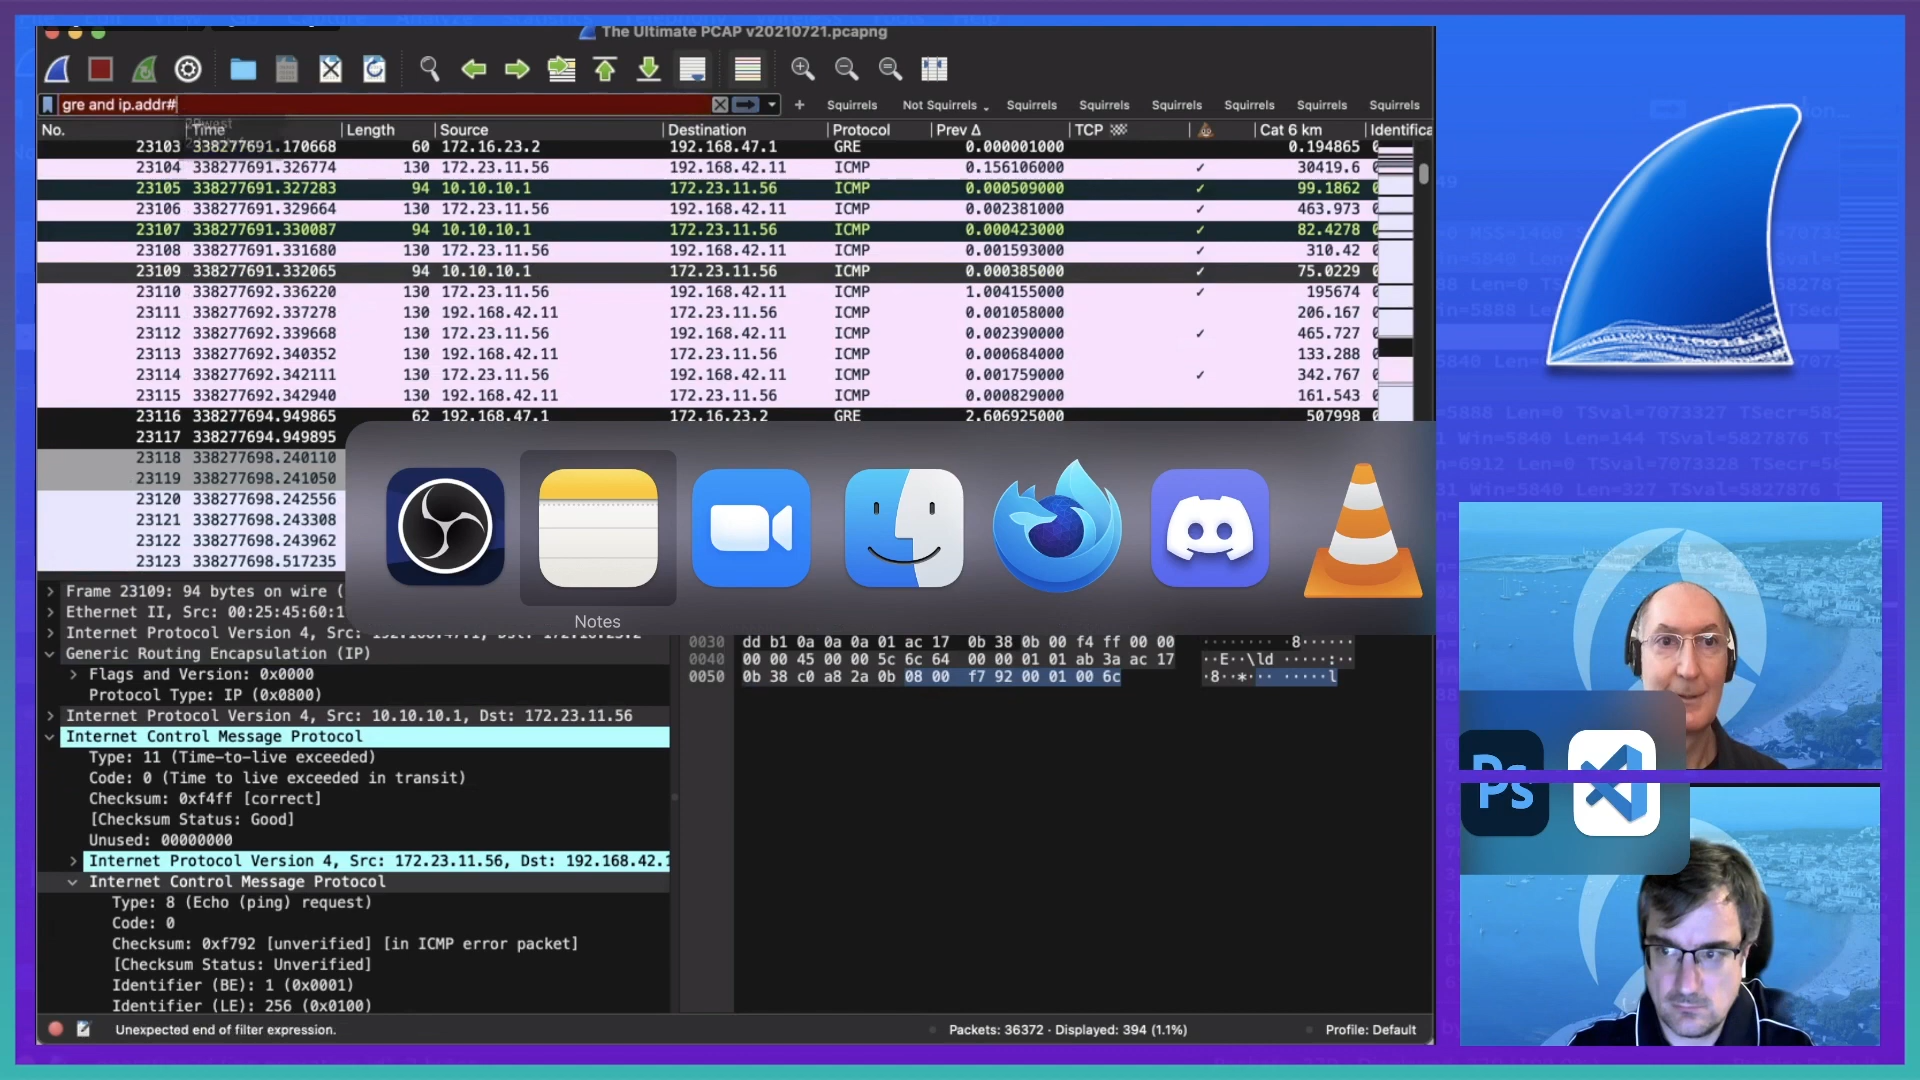 The Ultimate PCAP v20210721.pcapng
gre and ip.addr#
+ Squirrels Not Squirrels Squirrels Squirrels Squirrels Squirrels Squirrels Squirrels
No. Time Length Source Destination Protocol Prev Δ TCP 🏁 💩 Cat 6 km Identifica
23103 338277691.170668 60 172.16.23.2 192.168.47.1 GRE 0.000001000 0.194865
23104 338277691.326774 130 172.23.11.56 192.168.42.11 ICMP 0.156106000 ✓ 30419.6
23105 338277691.327283 94 10.10.10.1 172.23.11.56 ICMP 0.000509000 ✓ 99.1862
23106 338277691.329664 130 172.23.11.56 192.168.42.11 ICMP 0.002381000 ✓ 463.973
23107 338277691.330087 94 10.10.10.1 172.23.11.56 ICMP 0.000423000 ✓ 82.4278
23108 338277691.331680 130 172.23.11.56 192.168.42.11 ICMP 0.001593000 ✓ 310.42
23109 338277691.332065 94 10.10.10.1 172.23.11.56 ICMP 0.000385000 ✓ 75.0229
23110 338277692.336220 130 172.23.11.56 192.168.42.11 ICMP 1.004155000 ✓ 195674
23111 338277692.337278 130 192.168.42.11 172.23.11.56 ICMP 0.001058000 206.167
23112 338277692.339668 130 172.23.11.56 192.168.42.11 ICMP 0.002390000 ✓ 465.727
23113 338277692.340352 130 192.168.42.11 172.23.11.56 ICMP 0.000684000 133.288
23114 338277692.342111 130 172.23.11.56 192.168.42.11 ICMP 0.001759000 ✓ 342.767
23115 338277692.342940 130 192.168.42.11 172.23.11.56 ICMP 0.000829000 161.543
23116 338277694.949865 62 192.168.47.1 172.16.23.2 GRE 2.606925000 507998
23117 338277694.949895
23118 338277698.240110
23119 338277698.241050
23120 338277698.242556
23121 338277698.243308
23122 338277698.243962
23123 338277698.517235
Notes
Frame 23109: 94 bytes on wire (
Ethernet II, Src: 00:25:45:60:1
Internet Protocol Version 4, Src: 192.168.47.1, Dst: 172.16.23.2
Generic Routing Encapsulation (IP)
Flags and Version: 0x0000
Protocol Type: IP (0x0800)
Internet Protocol Version 4, Src: 10.10.10.1, Dst: 172.23.11.56
Internet Control Message Protocol
Type: 11 (Time-to-live exceeded)
Code: 0 (Time to live exceeded in transit)
Checksum: 0xf4ff [correct]
[Checksum Status: Good]
Unused: 00000000
Internet Protocol Version 4, Src: 172.23.11.56, Dst: 192.168.42.1
Internet Control Message Protocol
Type: 8 (Echo (ping) request)
Code: 0
Checksum: 0xf792 [unverified] [in ICMP error packet]
[Checksum Status: Unverified]
Identifier (BE): 1 (0x0001)
Identifier (LE): 256 (0x0100)
0030 dd b1 0a 0a 0a 01 ac 17 0b 38 0b 00 f4 ff 00 00 ········ ·8······
0040 00 00 45 00 00 5c 6c 64 00 00 01 01 ab 3a ac 17 ··E··\ld ·····:··
0050 0b 38 c0 a8 2a 0b 08 00 f7 92 00 01 00 6c ·8··*··· ·····l
Ps
Unexpected end of filter expression.
Packets: 36372 · Displayed: 394 (1.1%)
Profile: Default